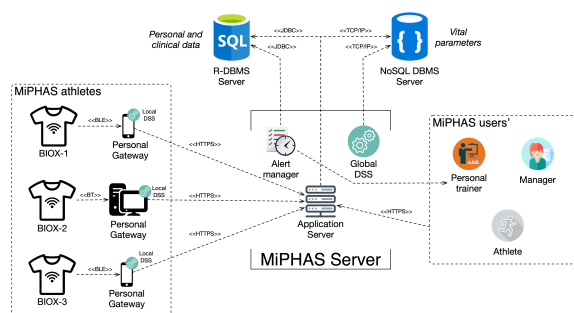 Personal and
clinical data
SQL
<<JDBC>>
<<TCP/IP>>
<<JDBC>>
<<TCP/IP>>
{ }
Vital
parameters
R-DBMS
Server
NoSQL DBMS
Server
MiPHAS athletes
BIOX-1
<<BLE>>
Local
DSS
Personal
Gateway
<<HTTPS>>
BIOX-2
<<BT>>
Local
DSS
Personal
Gateway
<<HTTPS>>
BIOX-3
<<BLE>>
Local
DSS
Personal
Gateway
<<HTTPS>>
Alert
manager
Global
DSS
Application
Server
MiPHAS Server
<<HTTPS>>
MiPHAS users'
Personal
trainer
Manager
Athlete